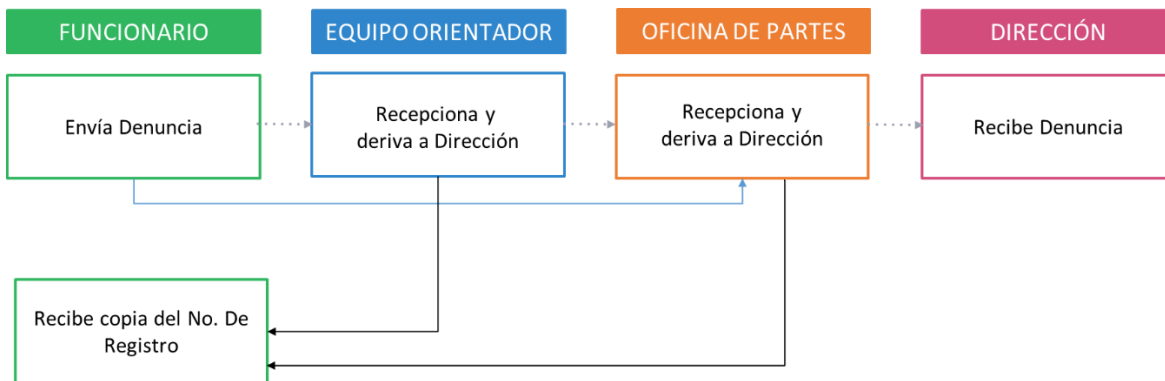 FUNCIONARIO
EQUIPO ORIENTADOR
OFICINA DE PARTES
DIRECCIÓN
Envía Denuncia
Recepciona y
deriva a Dirección
Recepciona y
deriva a Dirección
Recibe Denuncia
Recibe copia del No. De
Registro